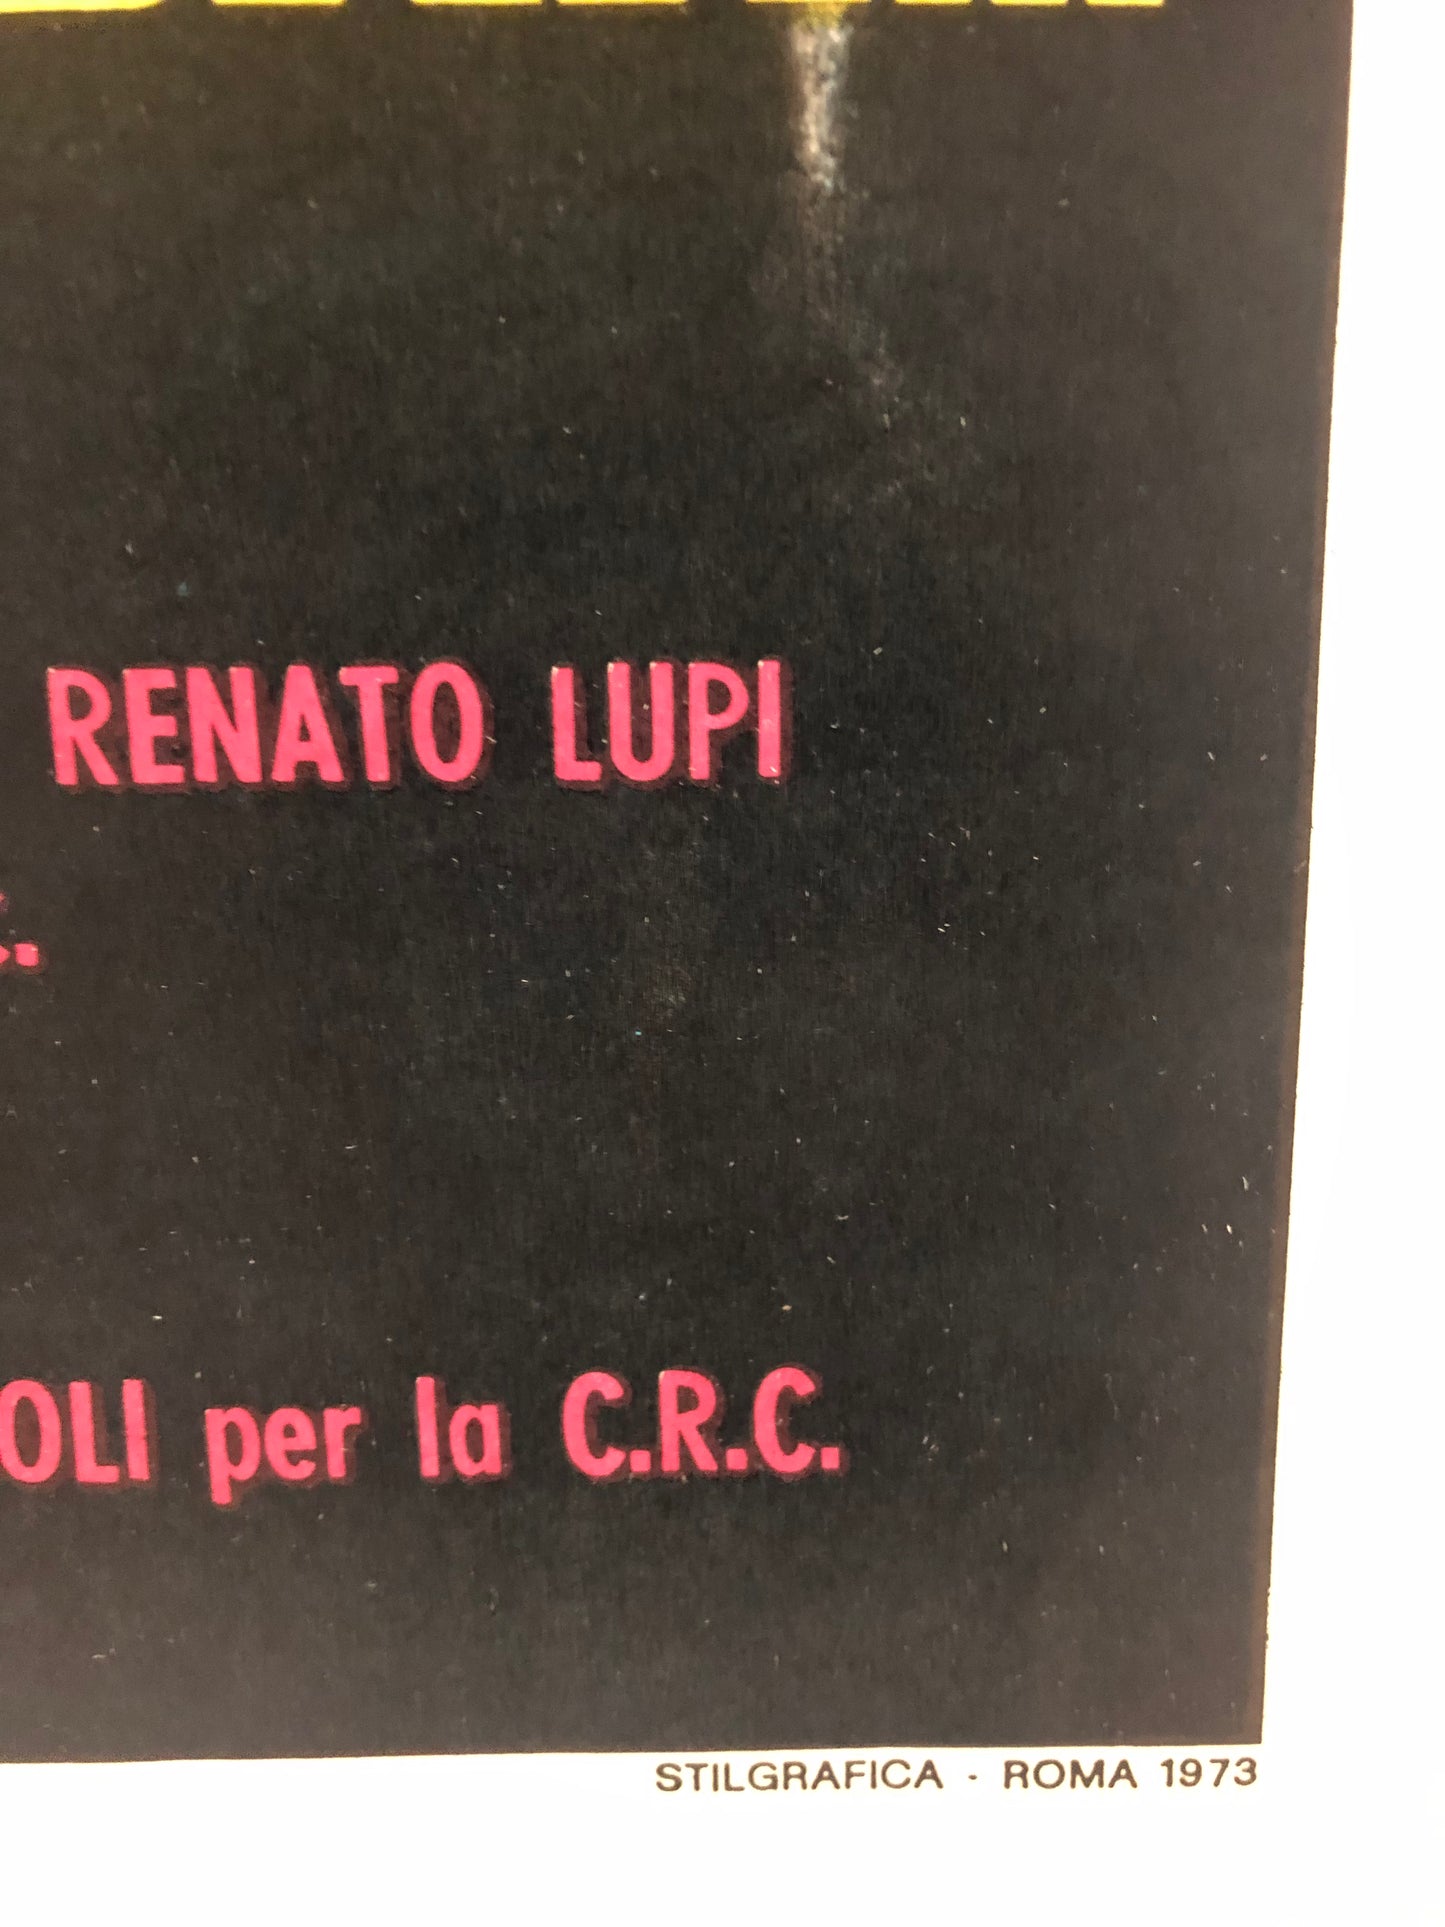 RENATO LUPI
OLI per la C.R.C.
STILGRAFICA - ROMA 1973